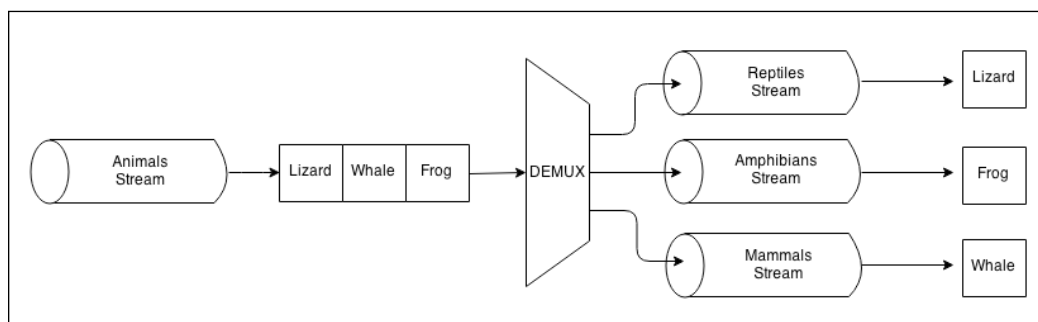 Animals
Stream
Lizard
Whale
Frog
DEMUX
Reptiles
Stream
Lizard
Amphibians
Stream
Frog
Mammals
Stream
Whale